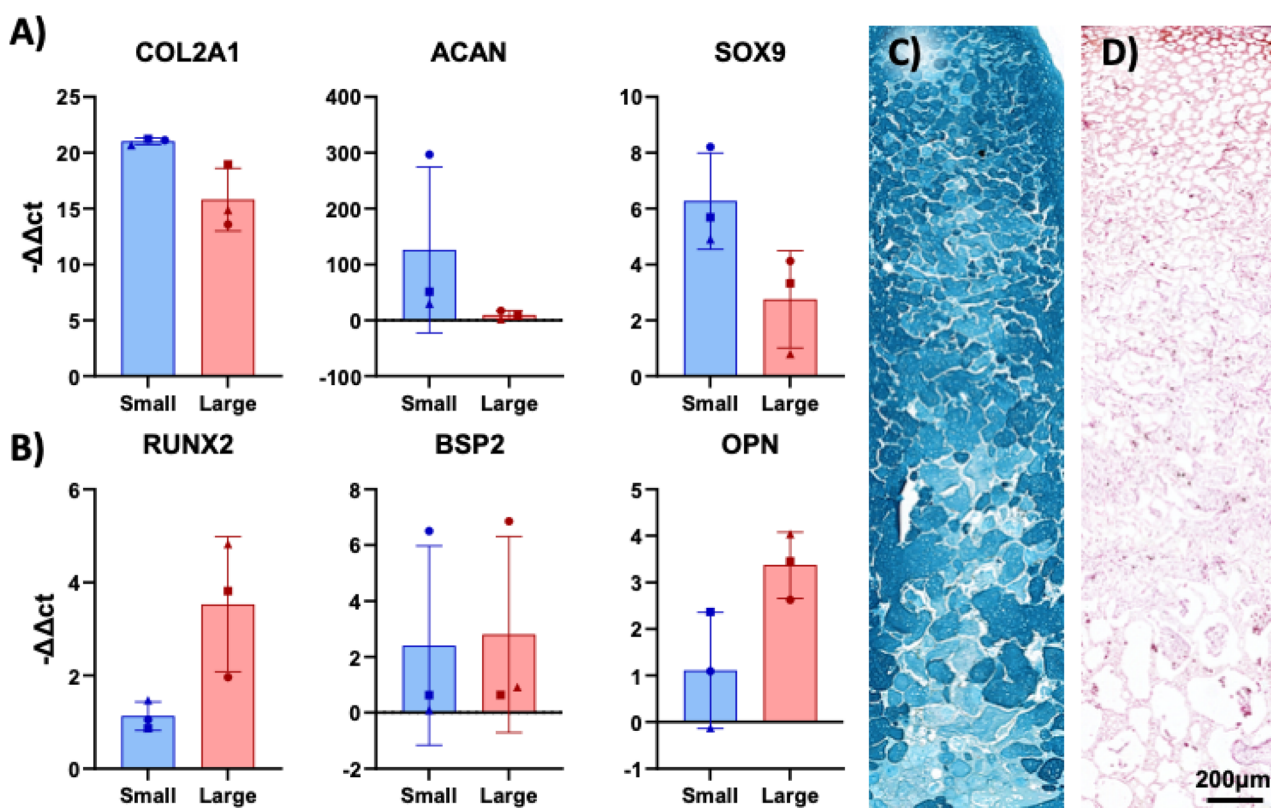 A)
COL2A1
ACAN
SOX9
C)
D)
-ΔΔct
25
20
15
10
5
0
Small Large
400
300
200
100
0
-100
Small Large
10
8
6
4
2
0
Small Large
B)
RUNX2
BSP2
OPN
-ΔΔct
6
4
2
0
Small Large
8
6
4
2
0
-2
Small Large
5
4
3
2
1
0
-1
Small Large
200μm